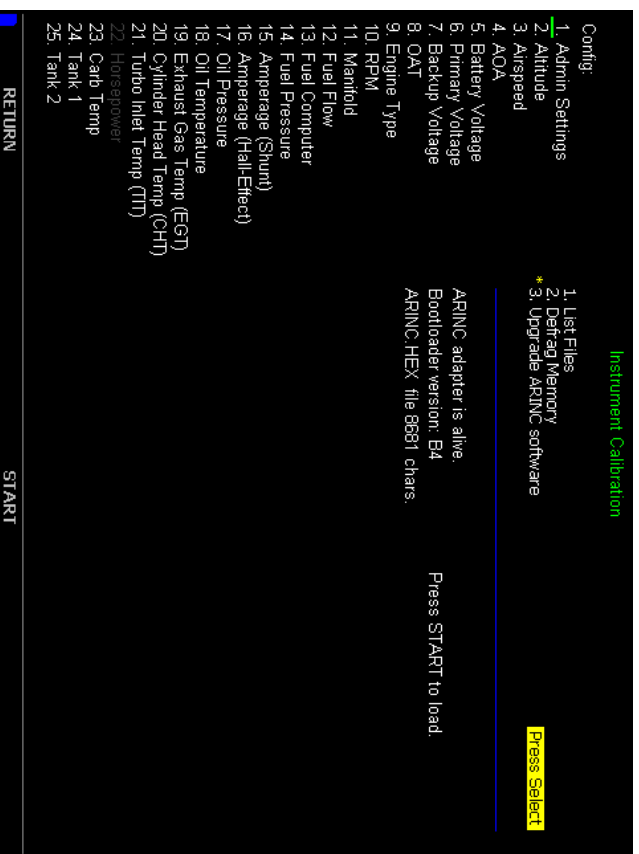 Instrument Calibration
Config:
1. Admin Settings
2. Altitude
3. Airspeed
4. AOA
5. Battery Voltage
6. Primary Voltage
7. Backup Voltage
8. OAT
9. Engine Type
10. RPM
11. Manifold
12. Fuel Flow
13. Fuel Computer
14. Fuel Pressure
15. Amperage (Shunt)
16. Amperage (Hall-Effect)
17. Oil Pressure
18. Oil Temperature
19. Exhaust Gas Temp (EGT)
20. Cylinder Head Temp (CHT)
21. Turbo Inlet Temp (TIT)
22. Horsepower
23. Carb Temp
24. Tank 1
25. Tank 2
1. List Files
2. Defrag Memory
* 3. Upgrade ARINC software
Press Select
ARINC adapter is alive.
Bootloader version: B4 Press START to load.
ARINC.HEX file 8681 chars.
RETURN START